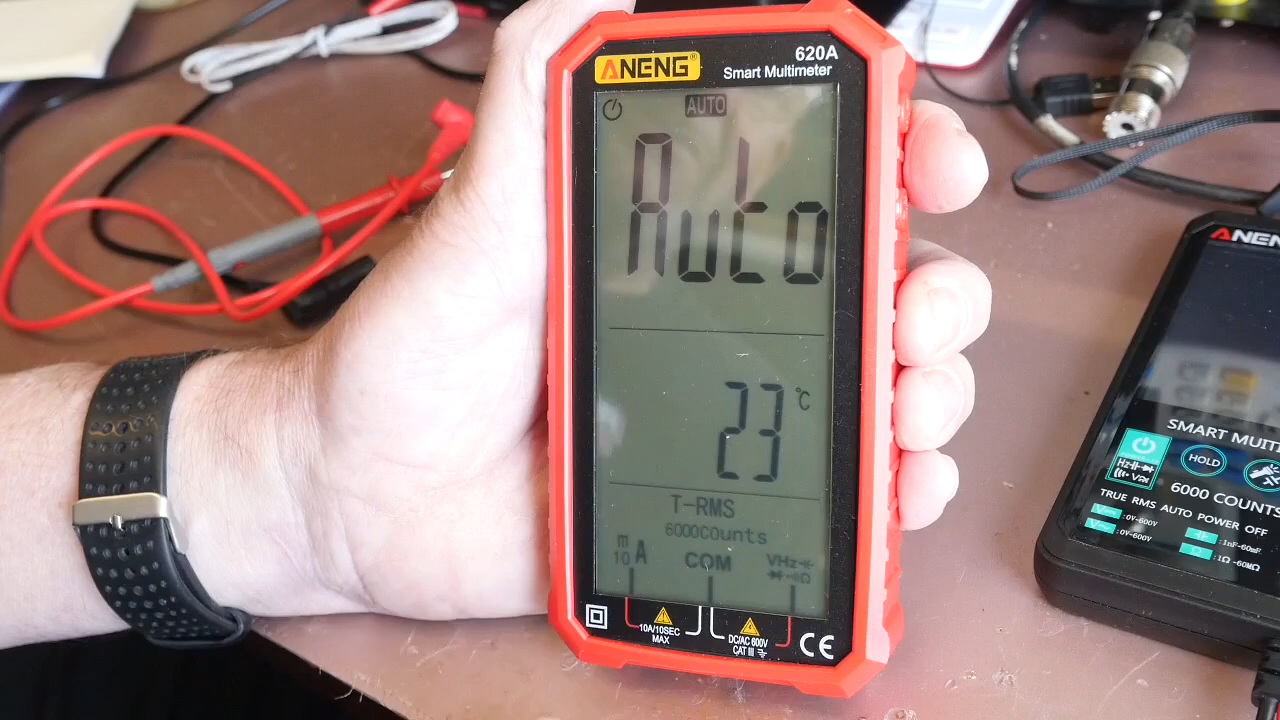 ANENG®
620A
Smart Multimeter
AUTO
Auto
23 °C
T-RMS
6000Counts
m
10 A
COM
VHz
Ω
10A/10SEC
MAX
DC/AC 600V
CAT III
CE
ANENG
SMART MULTI
HOLD
6000 COUNTS
TRUE RMS AUTO POWER OFF
:0V-600V
:1nF-60mF
:0V-600V
Ω :1Ω-60MΩ